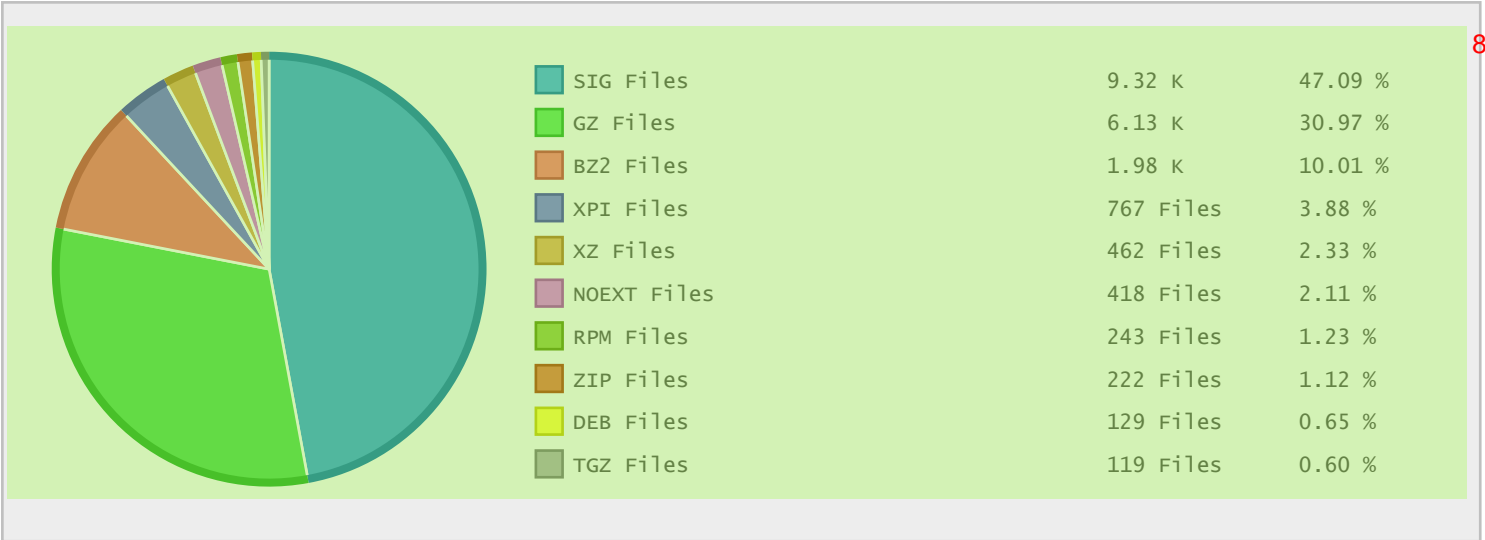 8
SIG Files 9.32 K 47.09 %
GZ Files 6.13 K 30.97 %
BZ2 Files 1.98 K 10.01 %
XPI Files 767 Files 3.88 %
XZ Files 462 Files 2.33 %
NOEXT Files 418 Files 2.11 %
RPM Files 243 Files 1.23 %
ZIP Files 222 Files 1.12 %
DEB Files 129 Files 0.65 %
TGZ Files 119 Files 0.60 %